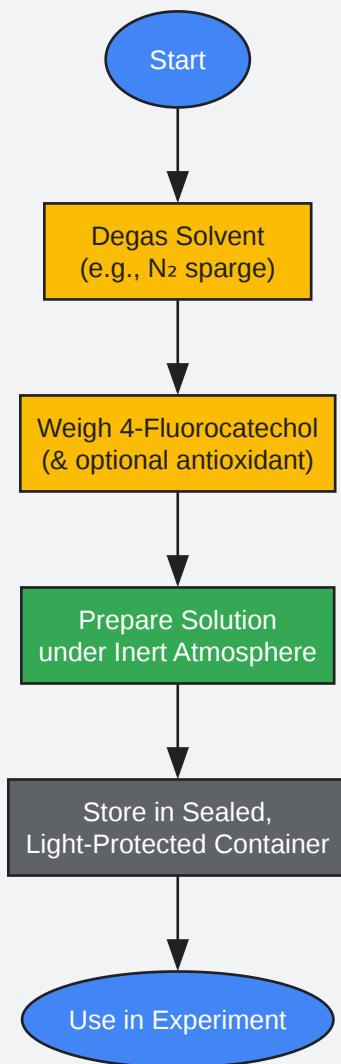 Start
Degas Solvent
(e.g., N₂ sparge)
Weigh 4-Fluorocatechol
(& optional antioxidant)
Prepare Solution
under Inert Atmosphere
Store in Sealed,
Light-Protected Container
Use in Experiment